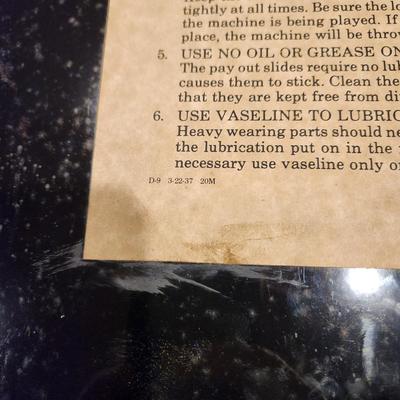 tightly at all times. Be sure the lo
the machine is being played. If
place, the machine will be throw
5. USE NO OIL OR GREASE ON
The pay out slides require no lub
causes them to stick. Clean the
that they are kept free from di
6. USE VASELINE TO LUBRIC
Heavy wearing parts should ne
the lubrication put on in the
necessary use vaseline only o
D-9 3-22-37 20M